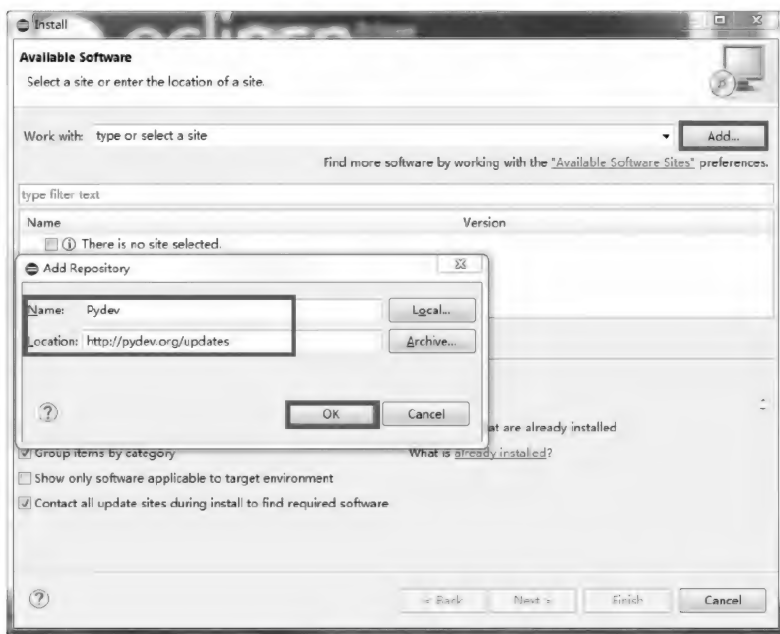 Install
Available Software
Select a site or enter the location of a site.
Work with: type or select a site
Add...
Find more software by working with the "Available Software Sites" preferences.
type filter text
Name Version
There is no site selected.
Add Repository
Name: Pydev Local...
Location: http://pydev.org/updates Archive...
OK Cancel
at are already installed
Group items by category What is already installed?
Show only software applicable to target environment
Contact all update sites during install to find required software
< Back Next > Finish Cancel